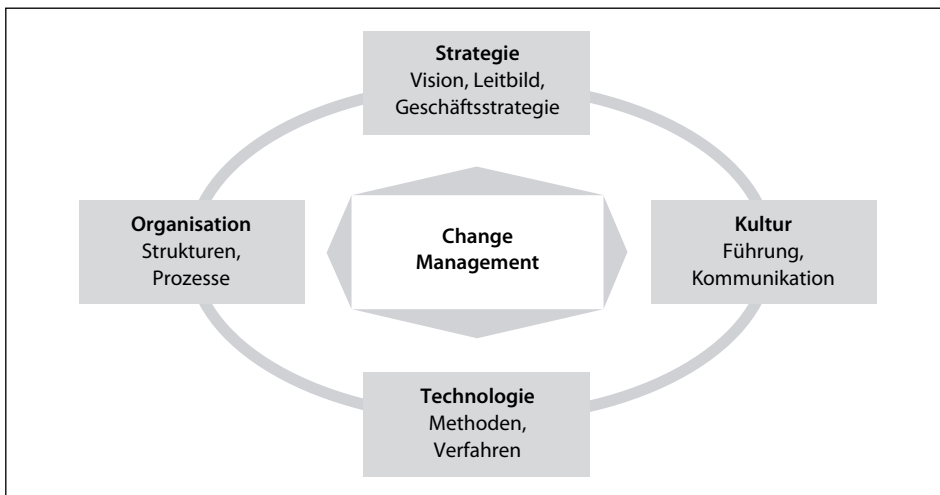 Strategie
Vision, Leitbild,
Geschäftsstrategie
Organisation
Strukturen,
Prozesse
Change
Management
Kultur
Führung,
Kommunikation
Technologie
Methoden,
Verfahren